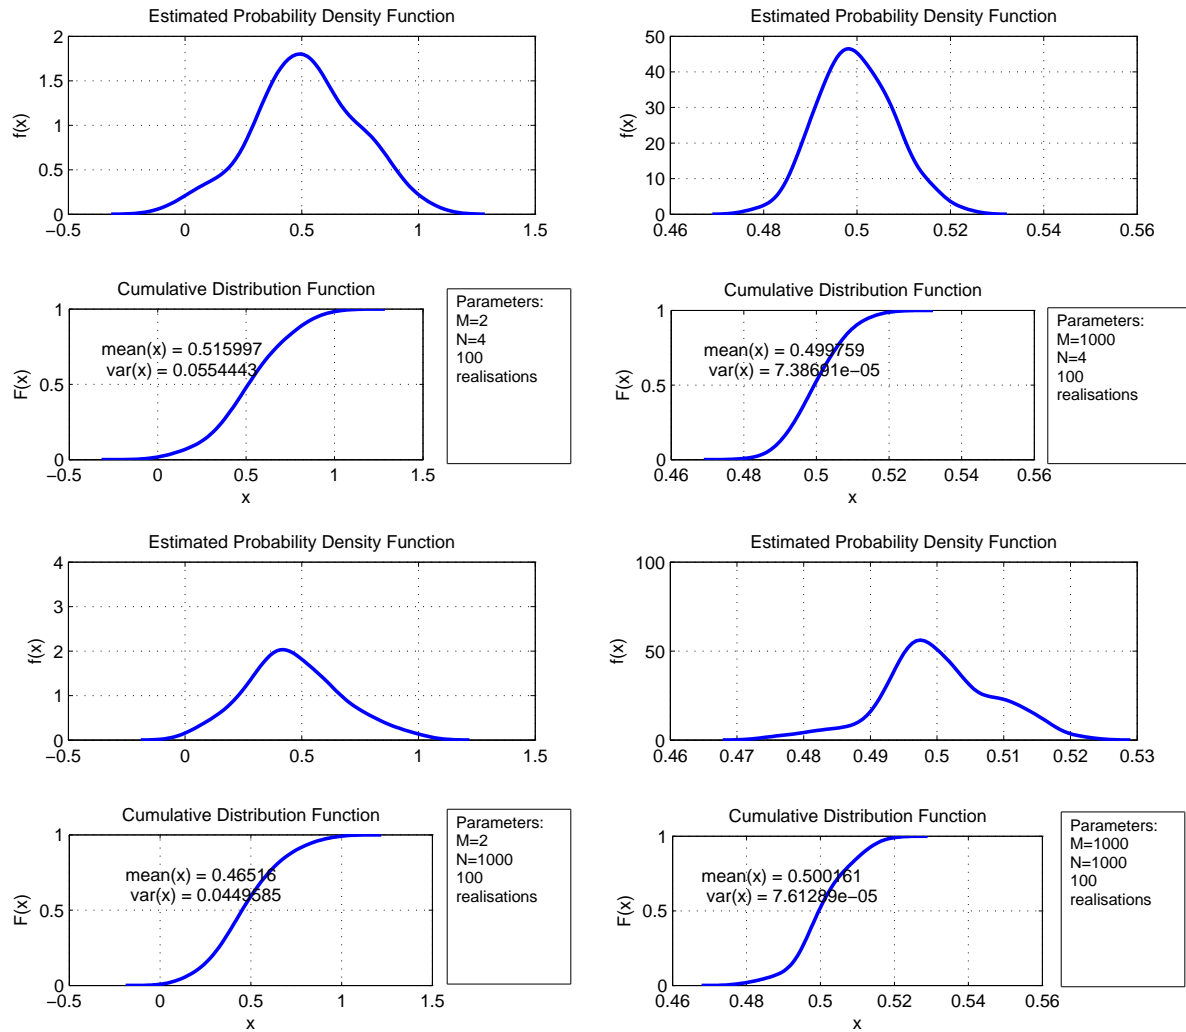 Estimated Probability Density Function
2
1.5
1
0.5
0
f(x)
−0.5 0 0.5 1 1.5
Estimated Probability Density Function
50
40
30
20
10
0
f(x)
0.46 0.48 0.5 0.52 0.54 0.56
Cumulative Distribution Function
1
0.5
0
F(x)
mean(x) = 0.515997
var(x) = 0.0554443
−0.5 0 0.5 1 1.5
x
Parameters:
M=2
N=4
100
realisations
Cumulative Distribution Function
1
0.5
0
F(x)
mean(x) = 0.499759
var(x) = 7.38691e−05
0.46 0.48 0.5 0.52 0.54 0.56
x
Parameters:
M=1000
N=4
100
realisations
Estimated Probability Density Function
4
3
2
1
0
f(x)
−0.5 0 0.5 1 1.5
Estimated Probability Density Function
100
50
0
f(x)
0.46 0.47 0.48 0.49 0.5 0.51 0.52 0.53
Cumulative Distribution Function
1
0.5
0
F(x)
mean(x) = 0.46516
var(x) = 0.0449585
−0.5 0 0.5 1 1.5
x
Parameters:
M=2
N=1000
100
realisations
Cumulative Distribution Function
1
0.5
0
F(x)
mean(x) = 0.500161
var(x) = 7.61289e−05
0.46 0.48 0.5 0.52 0.54 0.56
x
Parameters:
M=1000
N=1000
100
realisations